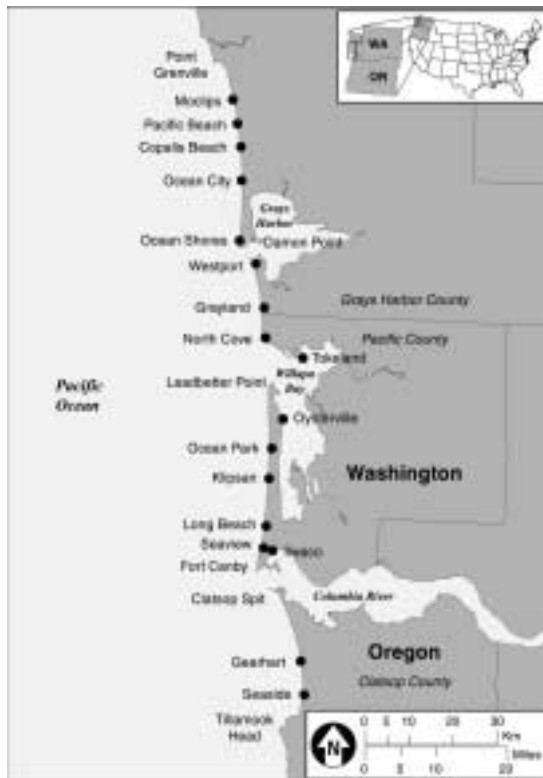 WA
OR
Point
Grenville
Moclips
Pacific Beach
Copalis Beach
Ocean City
Grays
Harbor
Ocean Shores
Damon Point
Westport
Grayland
Grays Harbor County
North Cove
Pacific County
Tokeland
Willapa
Bay
Leadbetter Point
Pacific
Ocean
Oysterville
Ocean Park
Klipsan
Washington
Long Beach
Seaview
Ilwaco
Fort Canby
Clatsop Spit
Columbia River
Gearhart
Oregon
Clatsop County
Seaside
Tillamook
Head
N
0 5 10 20 30
Km
Miles
0 5 10 20